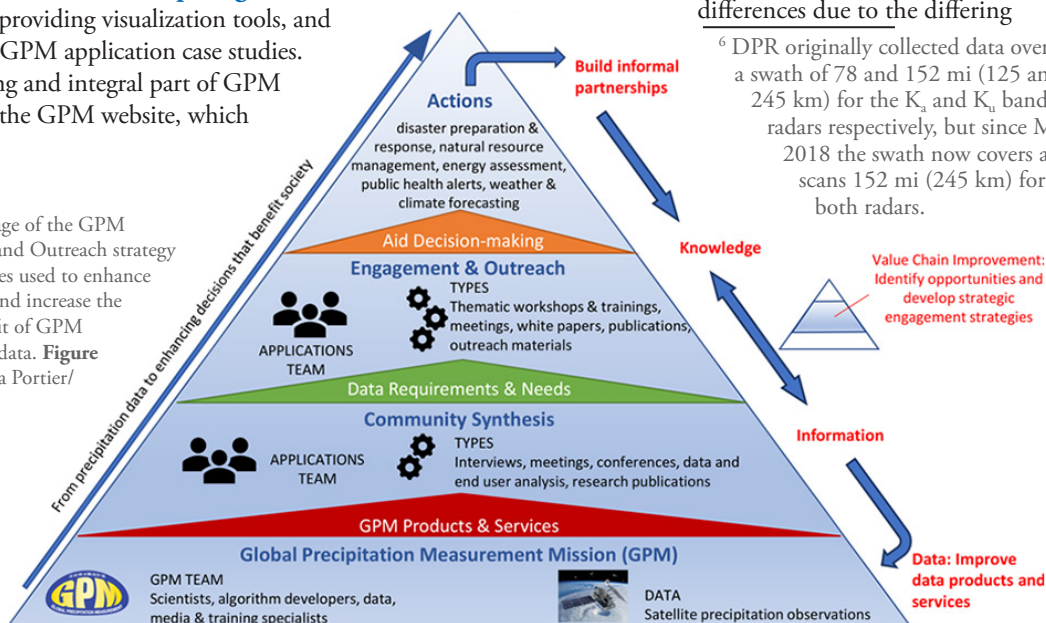 providing visualization tools, and
GPM application case studies.
ng and integral part of GPM
the GPM website, which
age of the GPM
and Outreach strategy
es used to enhance
and increase the
it of GPM
data. Figure
a Portier/
differences due to the differing
6 DPR originally collected data over
a swath of 78 and 152 mi (125 an
245 km) for the Ka and Ku band
radars respectively, but since M
2018 the swath now covers a
scans 152 mi (245 km) for
both radars.
From precipitation data to enhancing decisions that benefit society
Actions
disaster preparation &
response, natural resource
management, energy assessment,
public health alerts, weather &
climate forecasting
Aid Decision-making
Engagement & Outreach
APPLICATIONS
TEAM
TYPES
Thematic workshops & trainings,
meetings, white papers, publications,
outreach materials
Data Requirements & Needs
Community Synthesis
APPLICATIONS
TEAM
TYPES
Interviews, meetings, conferences, data and
end user analysis, research publications
GPM Products & Services
Global Precipitation Measurement Mission (GPM)
GPM
GLOBAL PRECIPITATION MEASUREMENT
GPM TEAM
Scientists, algorithm developers, data,
media & training specialists
DATA
Satellite precipitation observations
Build informal
partnerships
Knowledge
Value Chain Improvement:
Identify opportunities and
develop strategic
engagement strategies
Information
Data: Improve
data products and
services